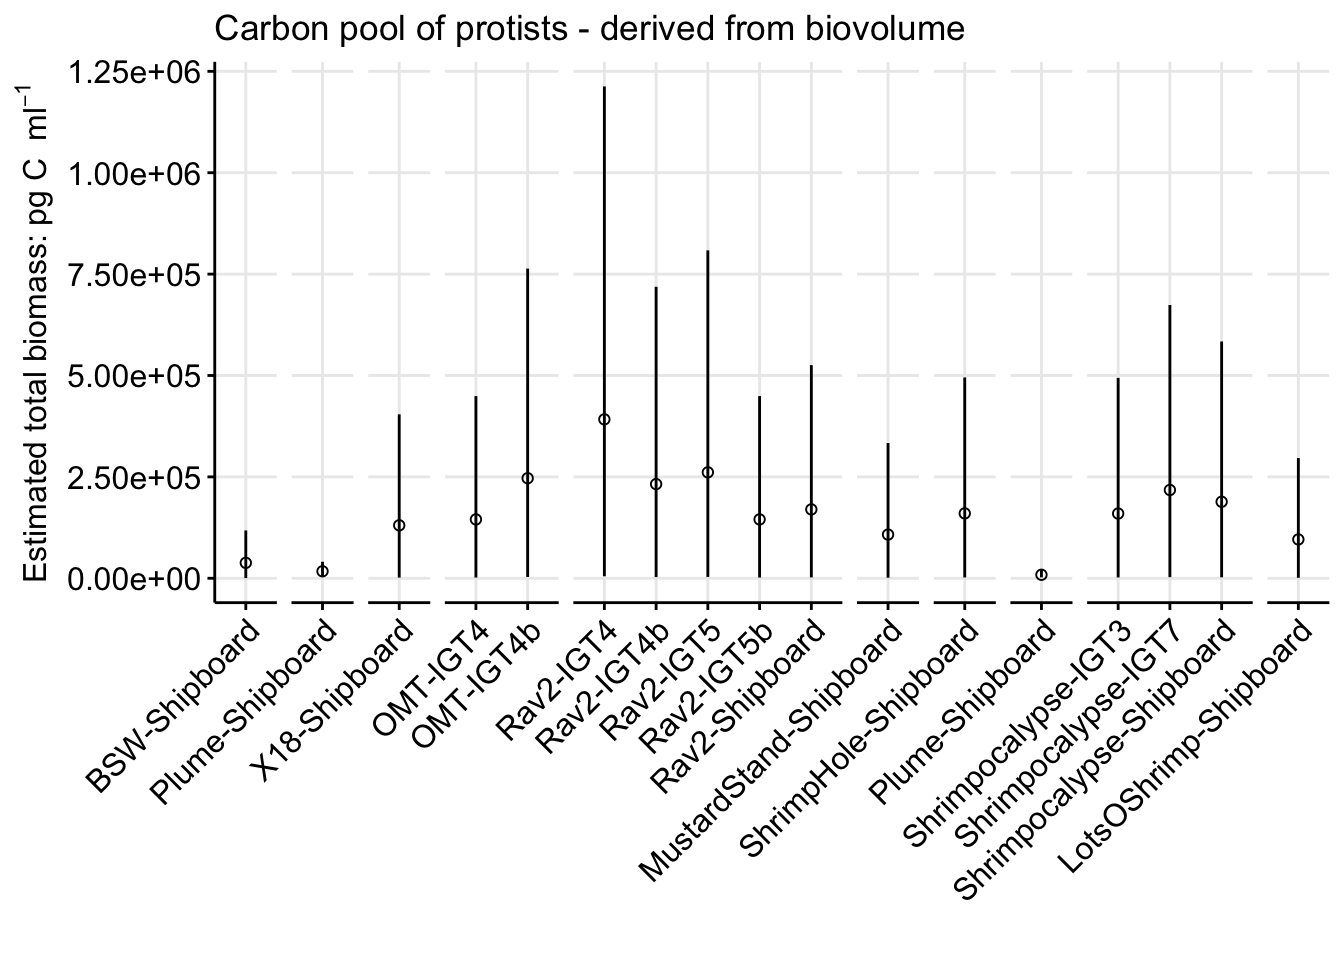 Carbon pool of protists - derived from biovolume
Estimated total biomass: pg C ml⁻¹
1.25e+06
1.00e+06
7.50e+05
5.00e+05
2.50e+05
0.00e+00
BSW-Shipboard
Plume-Shipboard
X18-Shipboard
OMT-IGT4
OMT-IGT4b
Rav2-IGT4
Rav2-IGT4b
Rav2-IGT5
Rav2-IGT5b
Rav2-Shipboard
MustardStand-Shipboard
ShrimpHole-Shipboard
Plume-Shipboard
Shrimpocalypse-IGT3
Shrimpocalypse-IGT7
Shrimpocalypse-Shipboard
LotsOShrimp-Shipboard